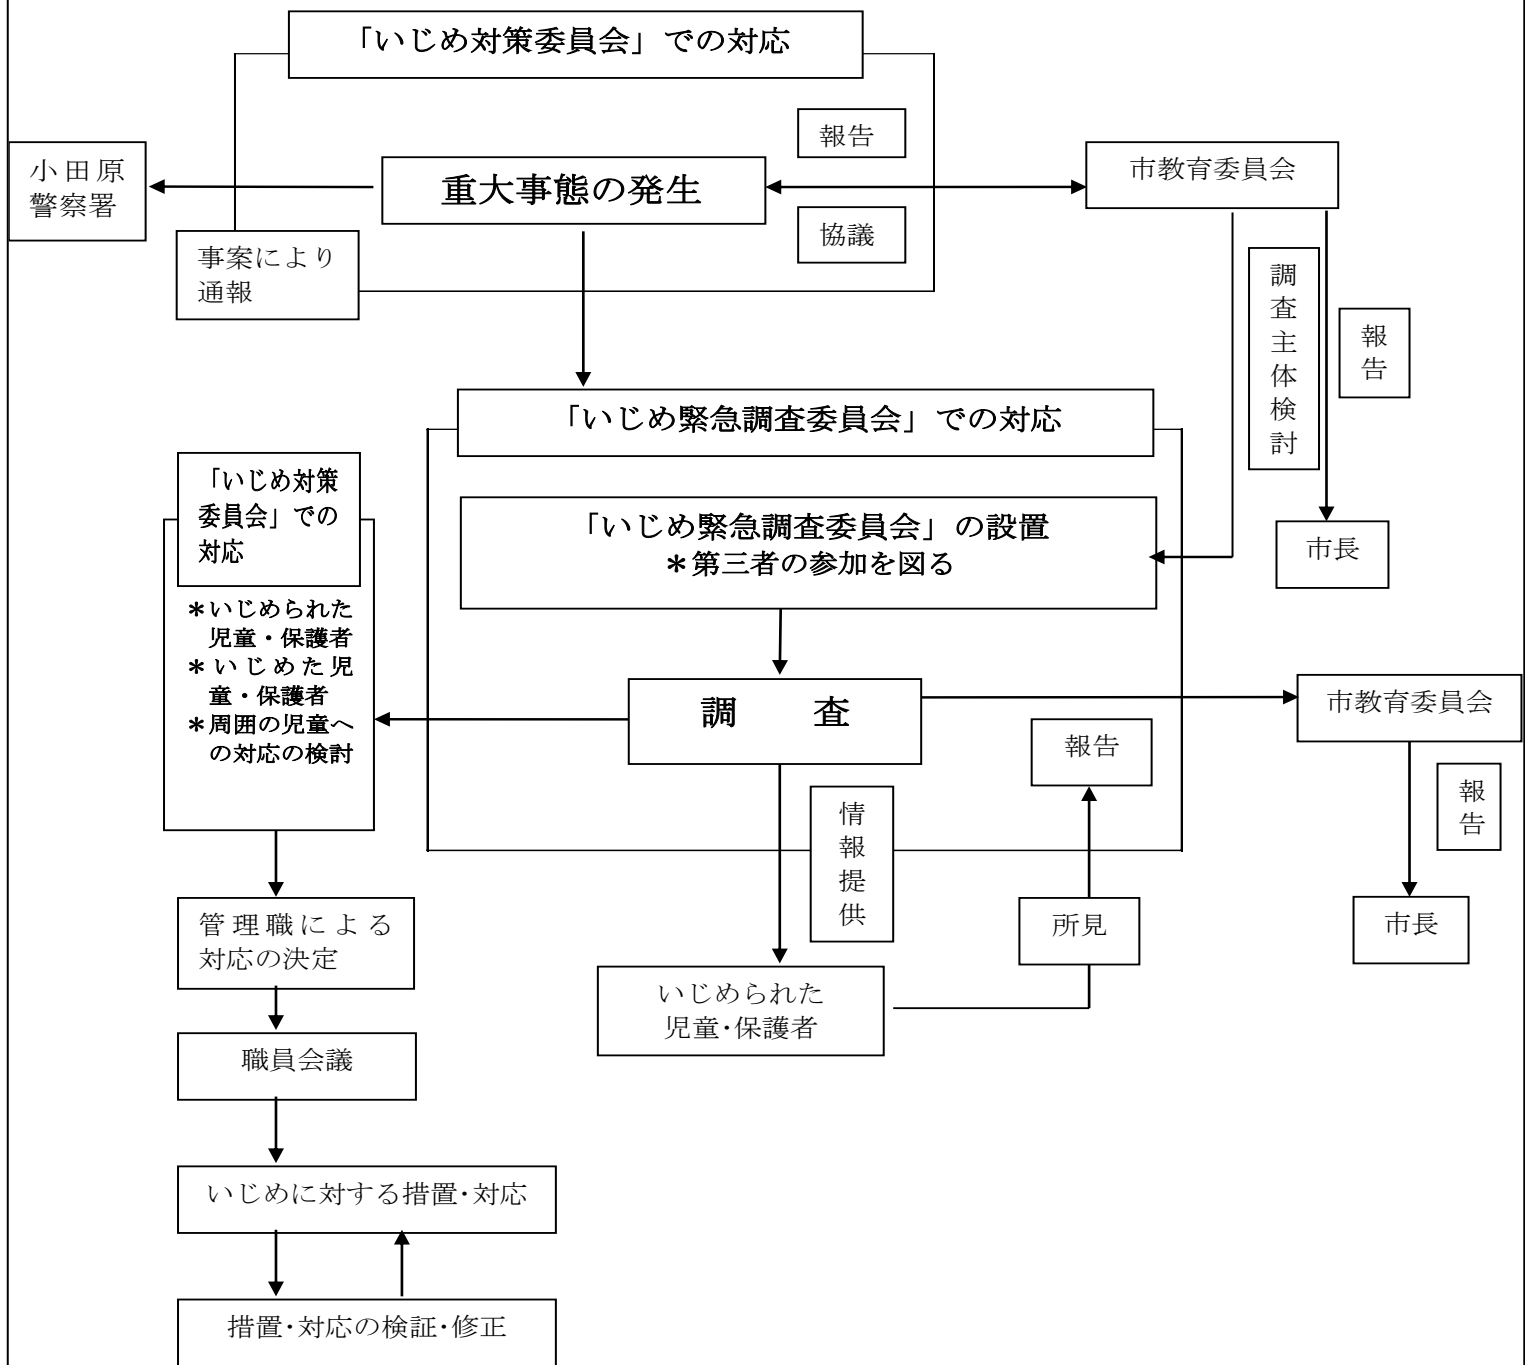 「いじめ対策委員会」での対応
報告
小田原
警察署
重大事態の発生
市教育委員会
協議
事案により
通報
調査主体検討
報告
「いじめ緊急調査委員会」での対応
「いじめ対策
委員会」での
対応
「いじめ緊急調査委員会」の設置
＊第三者の参加を図る
市長
＊いじめられた
児童・保護者
＊いじめた児
童・保護者
＊周囲の児童へ
の対応の検討
調　査
市教育委員会
報告
報告
情報提供
管理職による
対応の決定
所見
市長
いじめられた
児童・保護者
職員会議
いじめに対する措置・対応
措置・対応の検証・修正